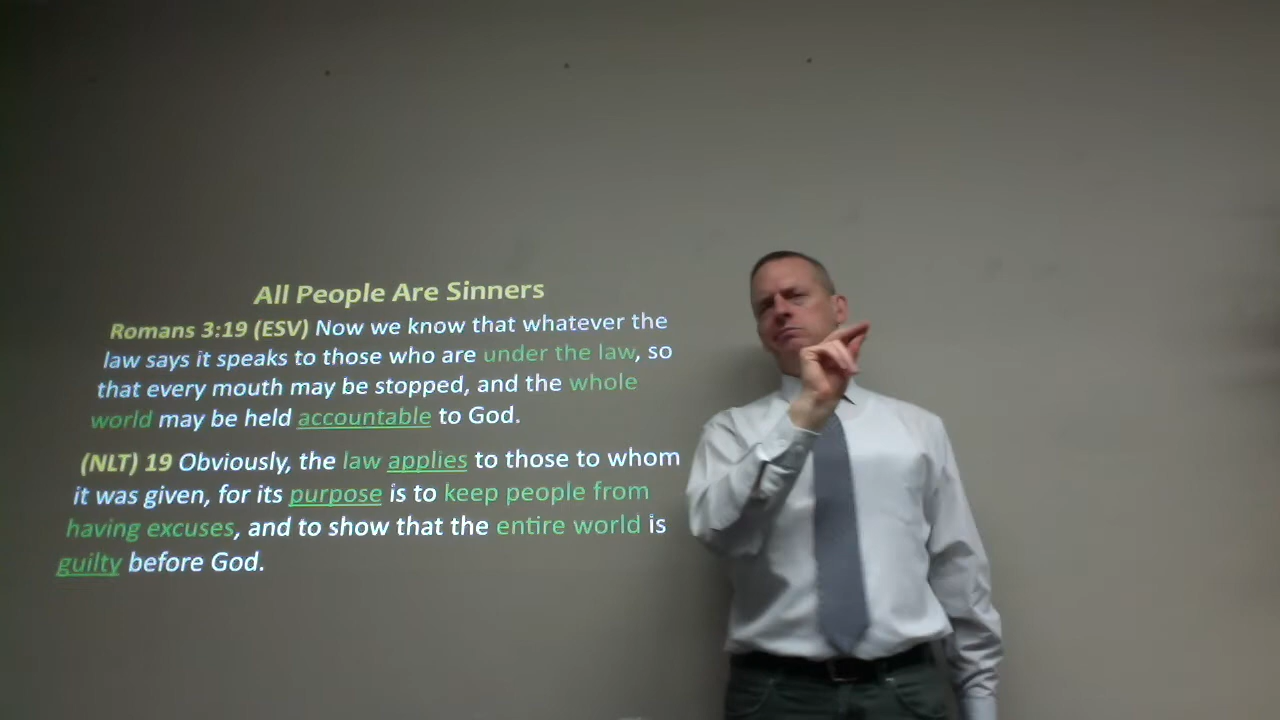 All People Are Sinners
Romans 3:19 (ESV) Now we know that whatever the
law says it speaks to those who are under the law, so
that every mouth may be stopped, and the whole
world may be held accountable to God.
(NLT) 19 Obviously, the law applies to those to whom
it was given, for its purpose is to keep people from
having excuses, and to show that the entire world is
guilty before God.